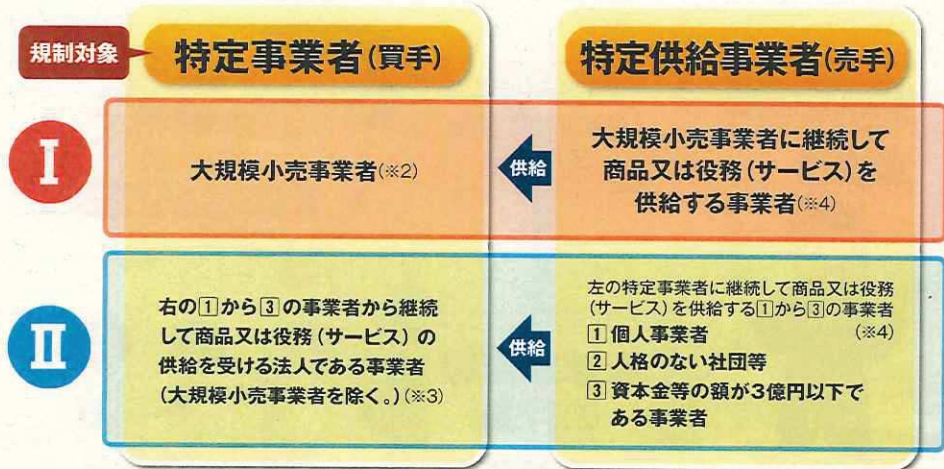 規制対象
特定事業者(買手)
特定供給事業者(売手)
I
大規模小売事業者(※2)
供給
大規模小売事業者に継続して
商品又は役務(サービス)を
供給する事業者(※4)
II
右の1から3の事業者から継続
して商品又は役務(サービス)の
供給を受ける法人である事業者
(大規模小売事業者を除く。)(※3)
供給
左の特定事業者に継続して商品又は役務
(サービス)を供給する1から3の事業者
(※4)
1 個人事業者
2 人格のない社団等
3 資本金等の額が3億円以下で
ある事業者